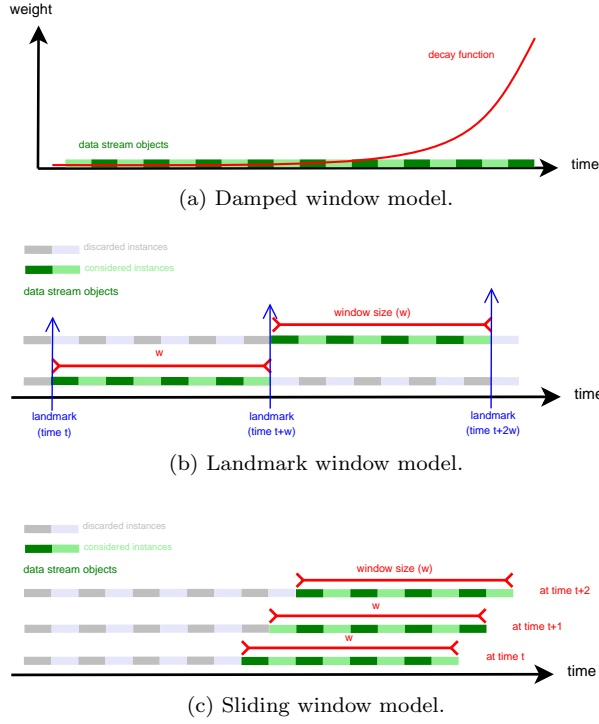 weight
decay function
data stream objects
time
(a) Damped window model.
discarded instances
considered instances
data stream objects
window size (w)
w
time
landmark
(time t)
landmark
(time t+w)
landmark
(time t+2w)
(b) Landmark window model.
discarded instances
considered instances
data stream objects
window size (w)
at time t+2
w
at time t+1
w
at time t
time
(c) Sliding window model.